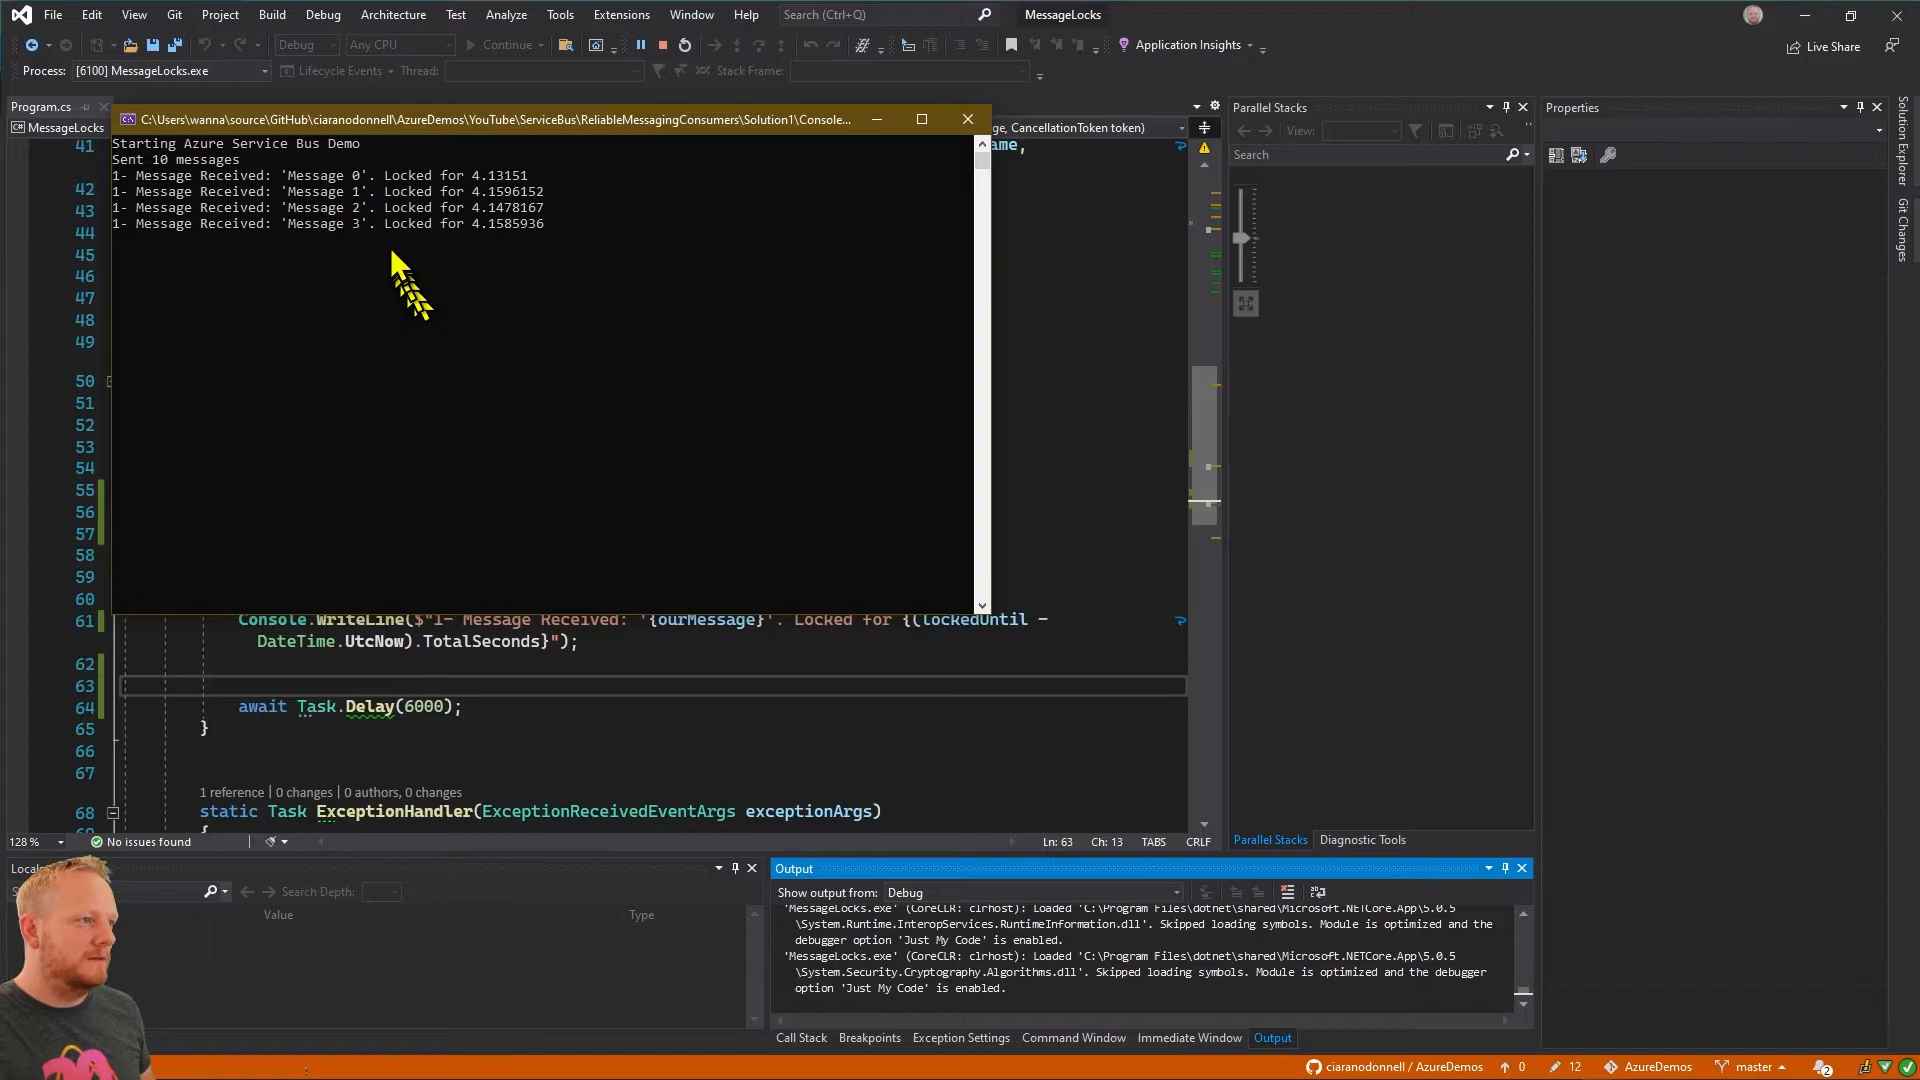 File Edit View Git Project Build Debug Architecture Test Analyze Tools Extensions Window Help Search (Ctrl+Q) MessageLocks
Debug Any CPU Continue Application Insights Live Share
Process: [6100] MessageLocks.exe Lifecycle Events Thread: Stack Frame:
Program.cs
MessageLocks
C:\Users\wanna\source\GitHub\ciaranodonnell\AzureDemos\YouTube\ServiceBus\ReliableMessagingConsumers\Solution1\Console...
Starting Azure Service Bus Demo
Sent 10 messages
1- Message Received: 'Message 0'. Locked for 4.13151
1- Message Received: 'Message 1'. Locked for 4.1596152
1- Message Received: 'Message 2'. Locked for 4.1478167
1- Message Received: 'Message 3'. Locked for 4.1585936
ge, CancellationToken token)
ame,
41
42
43
44
45
46
47
48
49
50
51
52
53
54
55
56
57
58
59
60
61 Console.WriteLine($"1- Message Received: '{ourMessage}'. Locked for {(lockedUntil -
DateTime.UtcNow).TotalSeconds}");
62
63
64 await Task.Delay(6000);
65 }
66
67
1 reference | 0 changes | 0 authors, 0 changes
68 static Task ExceptionHandler(ExceptionReceivedEventArgs exceptionArgs)
69 {
128 % No issues found Ln: 63 Ch: 13 TABS CRLF
Parallel Stacks
View:
Search
Parallel Stacks Diagnostic Tools
Properties
Solution Explorer
Git Changes
Locals
Search Depth:
Value Type
Output
Show output from: Debug
'MessageLocks.exe' (CoreCLR: clrhost): Loaded 'C:\Program Files\dotnet\shared\Microsoft.NETCore.App\5.0.5
\System.Runtime.InteropServices.RuntimeInformation.dll'. Skipped loading symbols. Module is optimized and the
debugger option 'Just My Code' is enabled.
'MessageLocks.exe' (CoreCLR: clrhost): Loaded 'C:\Program Files\dotnet\shared\Microsoft.NETCore.App\5.0.5
\System.Security.Cryptography.Algorithms.dll'. Skipped loading symbols. Module is optimized and the debugger
option 'Just My Code' is enabled.
Call Stack Breakpoints Exception Settings Command Window Immediate Window Output
ciaranodonnell / AzureDemos 0 12 AzureDemos master 2